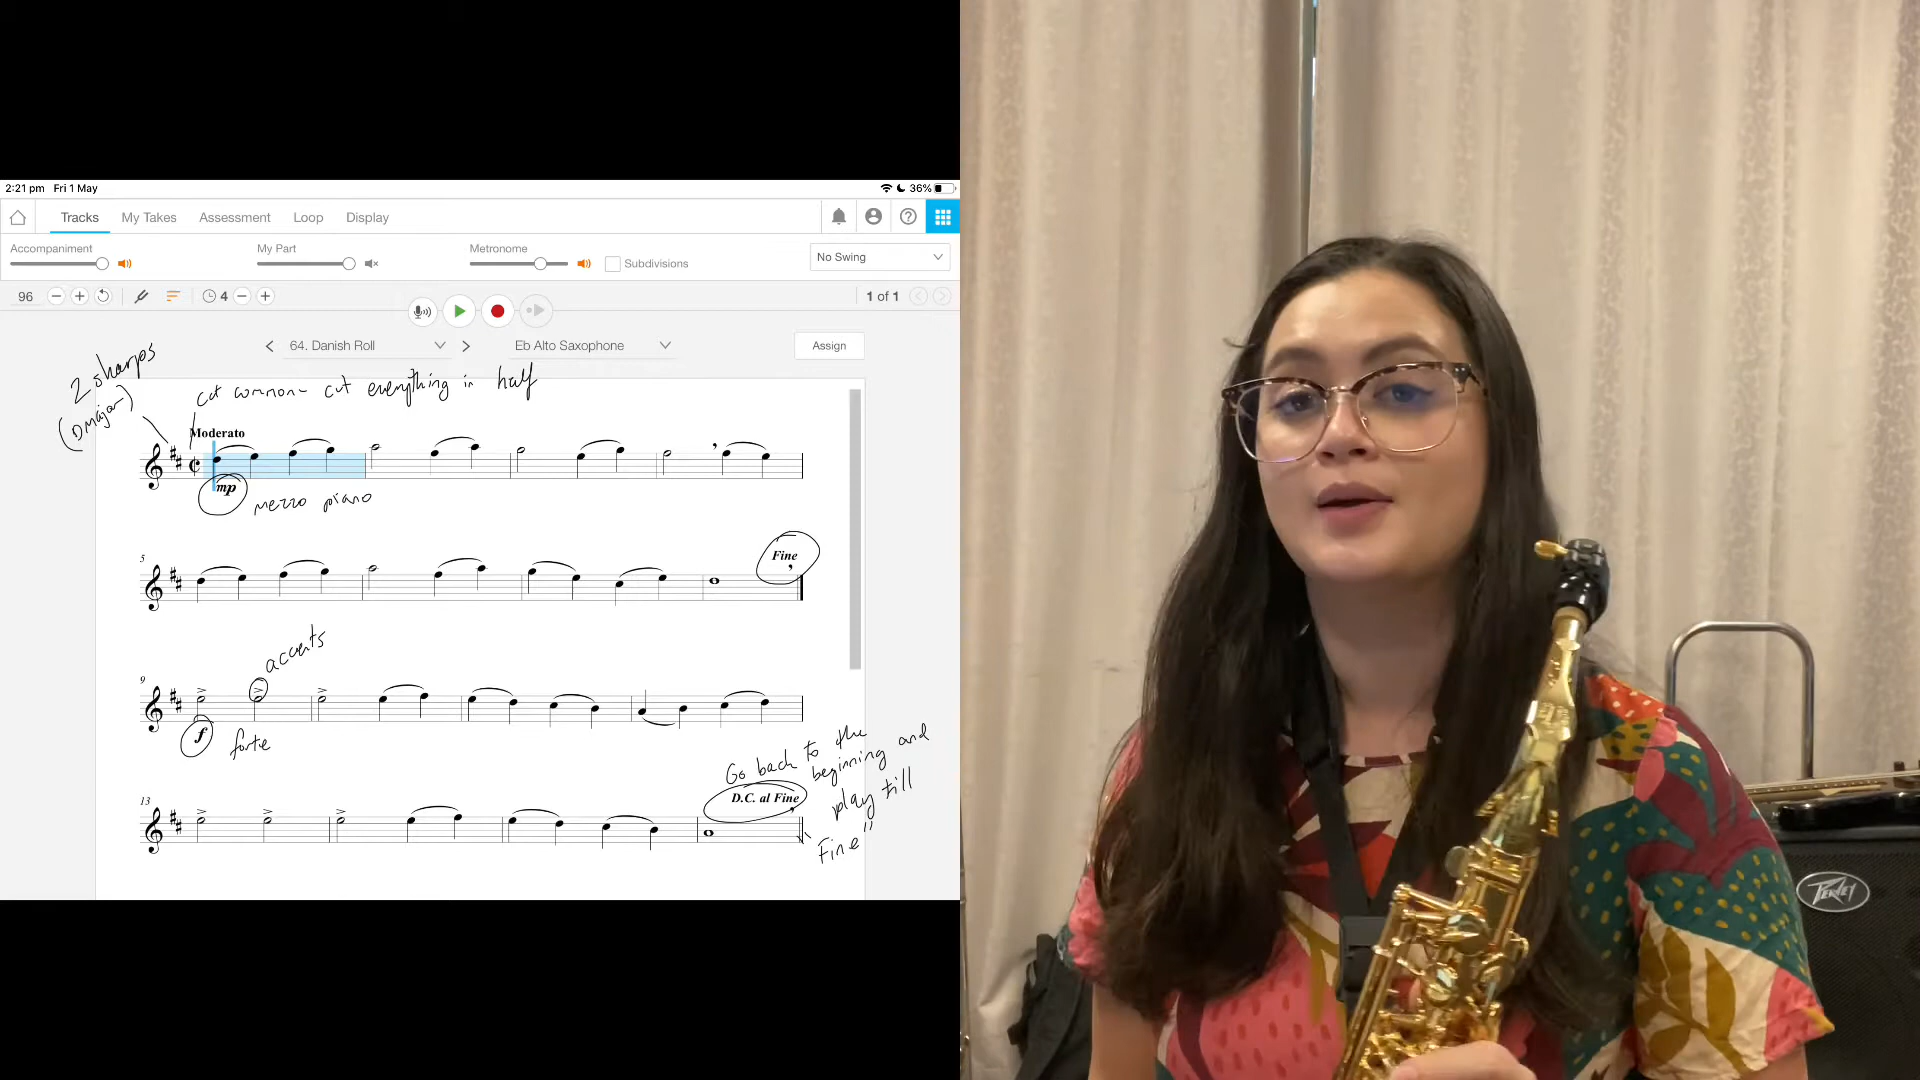 2:21 pm Fri 1 May
36%
Tracks My Takes Assessment Loop Display
Accompaniment My Part Metronome
Subdivisions No Swing
96 4 1 of 1
64. Danish Roll Eb Alto Saxophone Assign
2 sharps
(D major)
cut common - cut everything in half
Moderato
mp
mezzo piano
5
Fine
accents
9
f
forte
Go back to the
beginning and
play till
Fine"
D.C. al Fine
13
PEAVEY